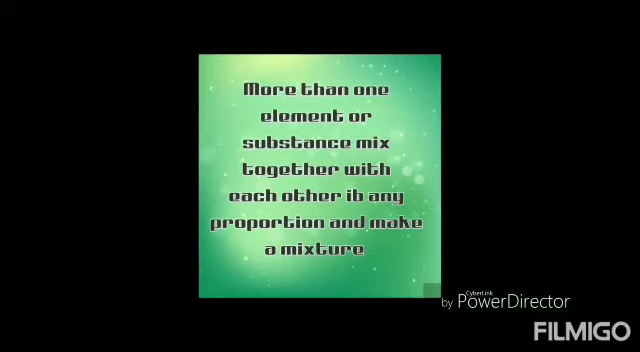 More than one
element or
substance mix
together with
each other ib any
proportion and make
a mixture
CyberLink
by PowerDirector
FILMIGO